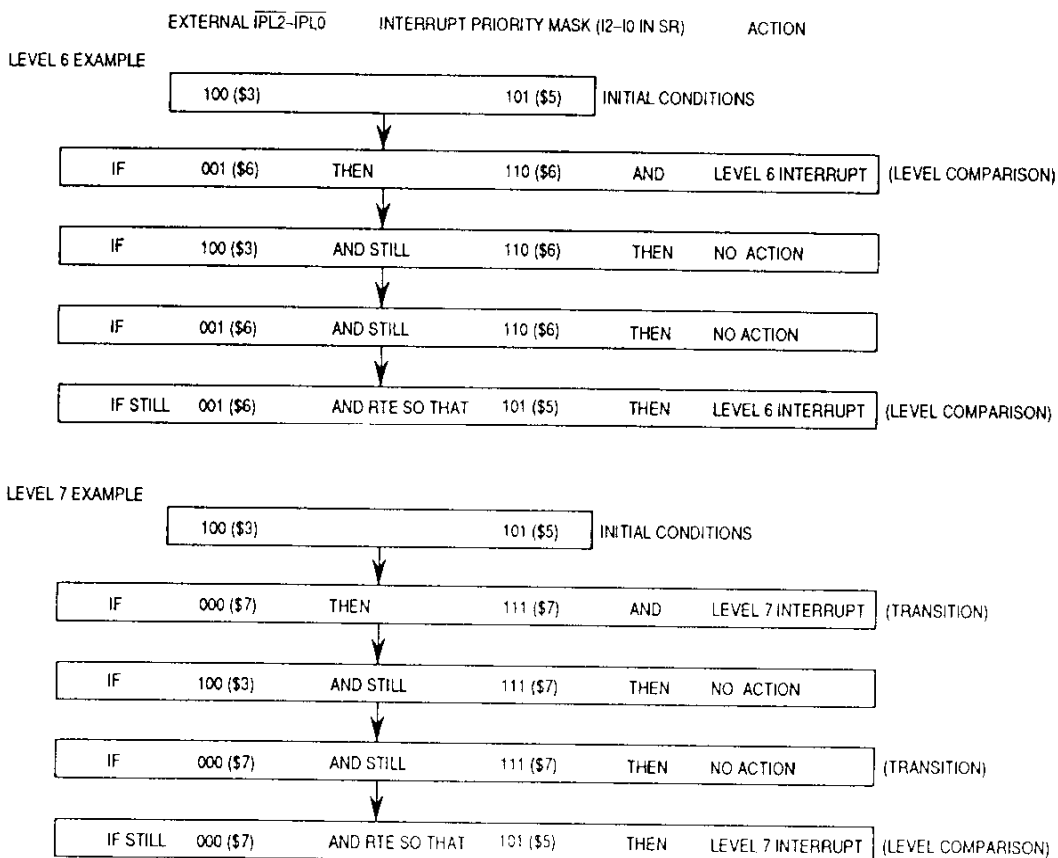 EXTERNAL IPL2–IPL0 INTERRUPT PRIORITY MASK (I2–I0 IN SR) ACTION
LEVEL 6 EXAMPLE
100 ($3) 101 ($5) INITIAL CONDITIONS
IF 001 ($6) THEN 110 ($6) AND LEVEL 6 INTERRUPT (LEVEL COMPARISON)
IF 100 ($3) AND STILL 110 ($6) THEN NO ACTION
IF 001 ($6) AND STILL 110 ($6) THEN NO ACTION
IF STILL 001 ($6) AND RTE SO THAT 101 ($5) THEN LEVEL 6 INTERRUPT (LEVEL COMPARISON)
LEVEL 7 EXAMPLE
100 ($3) 101 ($5) INITIAL CONDITIONS
IF 000 ($7) THEN 111 ($7) AND LEVEL 7 INTERRUPT (TRANSITION)
IF 100 ($3) AND STILL 111 ($7) THEN NO ACTION
IF 000 ($7) AND STILL 111 ($7) THEN NO ACTION (TRANSITION)
IF STILL 000 ($7) AND RTE SO THAT 101 ($5) THEN LEVEL 7 INTERRUPT (LEVEL COMPARISON)